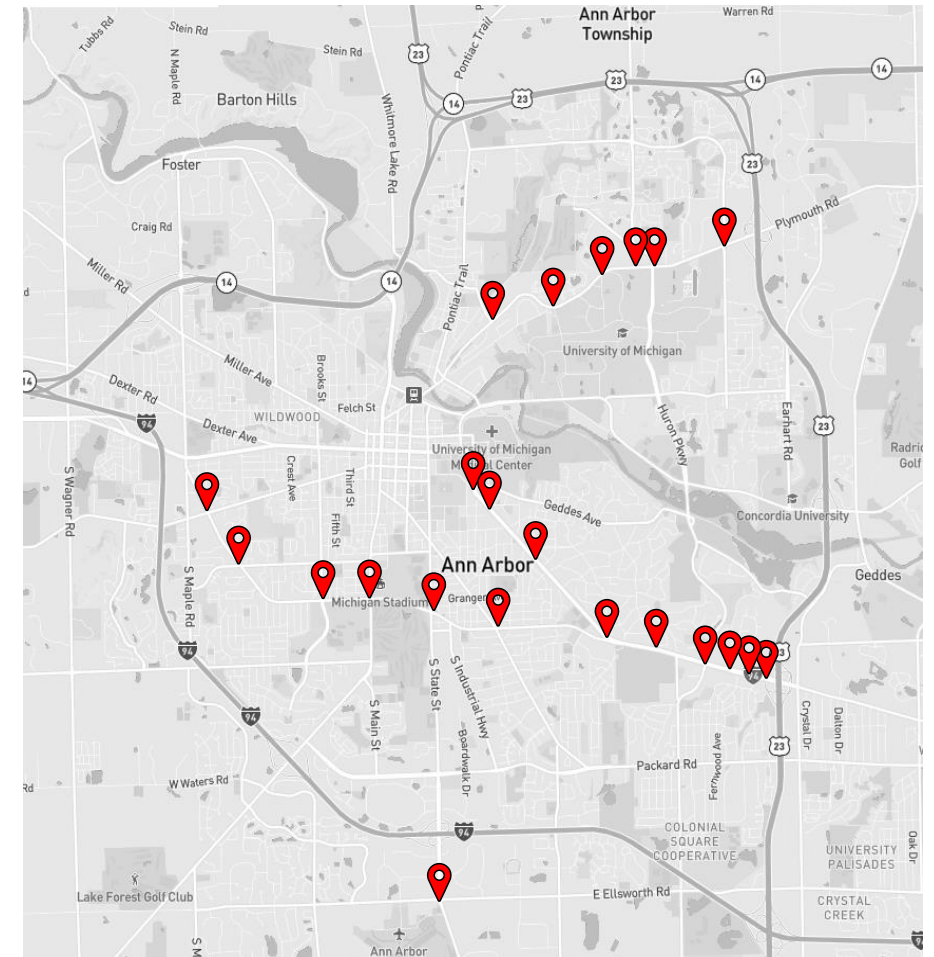 Ann Arbor
Township
Warren Rd
Tubbs Rd
Stein Rd
Stein Rd
N Maple Rd
Pontiac Trail
23
23
23
14
14
14
Barton Hills
Whitmore Lake Rd
Foster
23
Craig Rd
Plymouth Rd
Miller Rd
14
14
Pontiac Trail
University of Michigan
Miller Ave
Brooks St
14
Dexter Rd
Felch St
WILDWOOD
94
Dexter Ave
Huron Pkwy
Earhart Rd
23
University of Michigan
Center
S Wagner Rd
Crest Ave
Third St
Fifth St
Geddes Ave
Concordia University
Golf
Ann Arbor
Geddes
S Maple Rd
Michigan Stadium
Granger
94
94
S State St
S Industrial Hwy
S Main St
94
Crystal Dr
Dalton Dr
23
Boardwalk Dr
Fernwood Ave
Packard Rd
W Waters Rd
Rd
94
COLONIAL
SQUARE
COOPERATIVE
UNIVERSITY
PALISADES
Oak Dr
Lake Forest Golf Club
E Ellsworth Rd
CRYSTAL
CREEK
S M
Ann Arbor